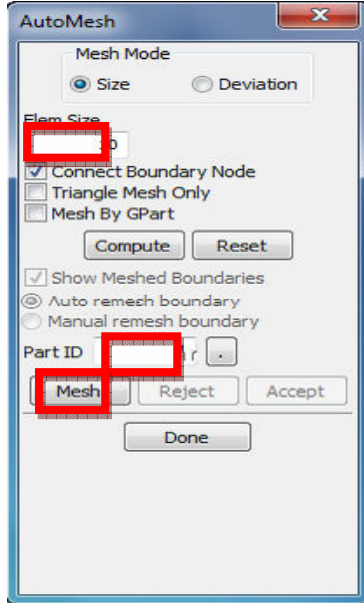 AutoMesh
Mesh Mode
Size Deviation
Elem Size
Connect Boundary Node
Triangle Mesh Only
Mesh By GPart
Compute Reset
Show Meshed Boundaries
Auto remesh boundary
Manual remesh boundary
Part ID .
Mesh Reject Accept
Done